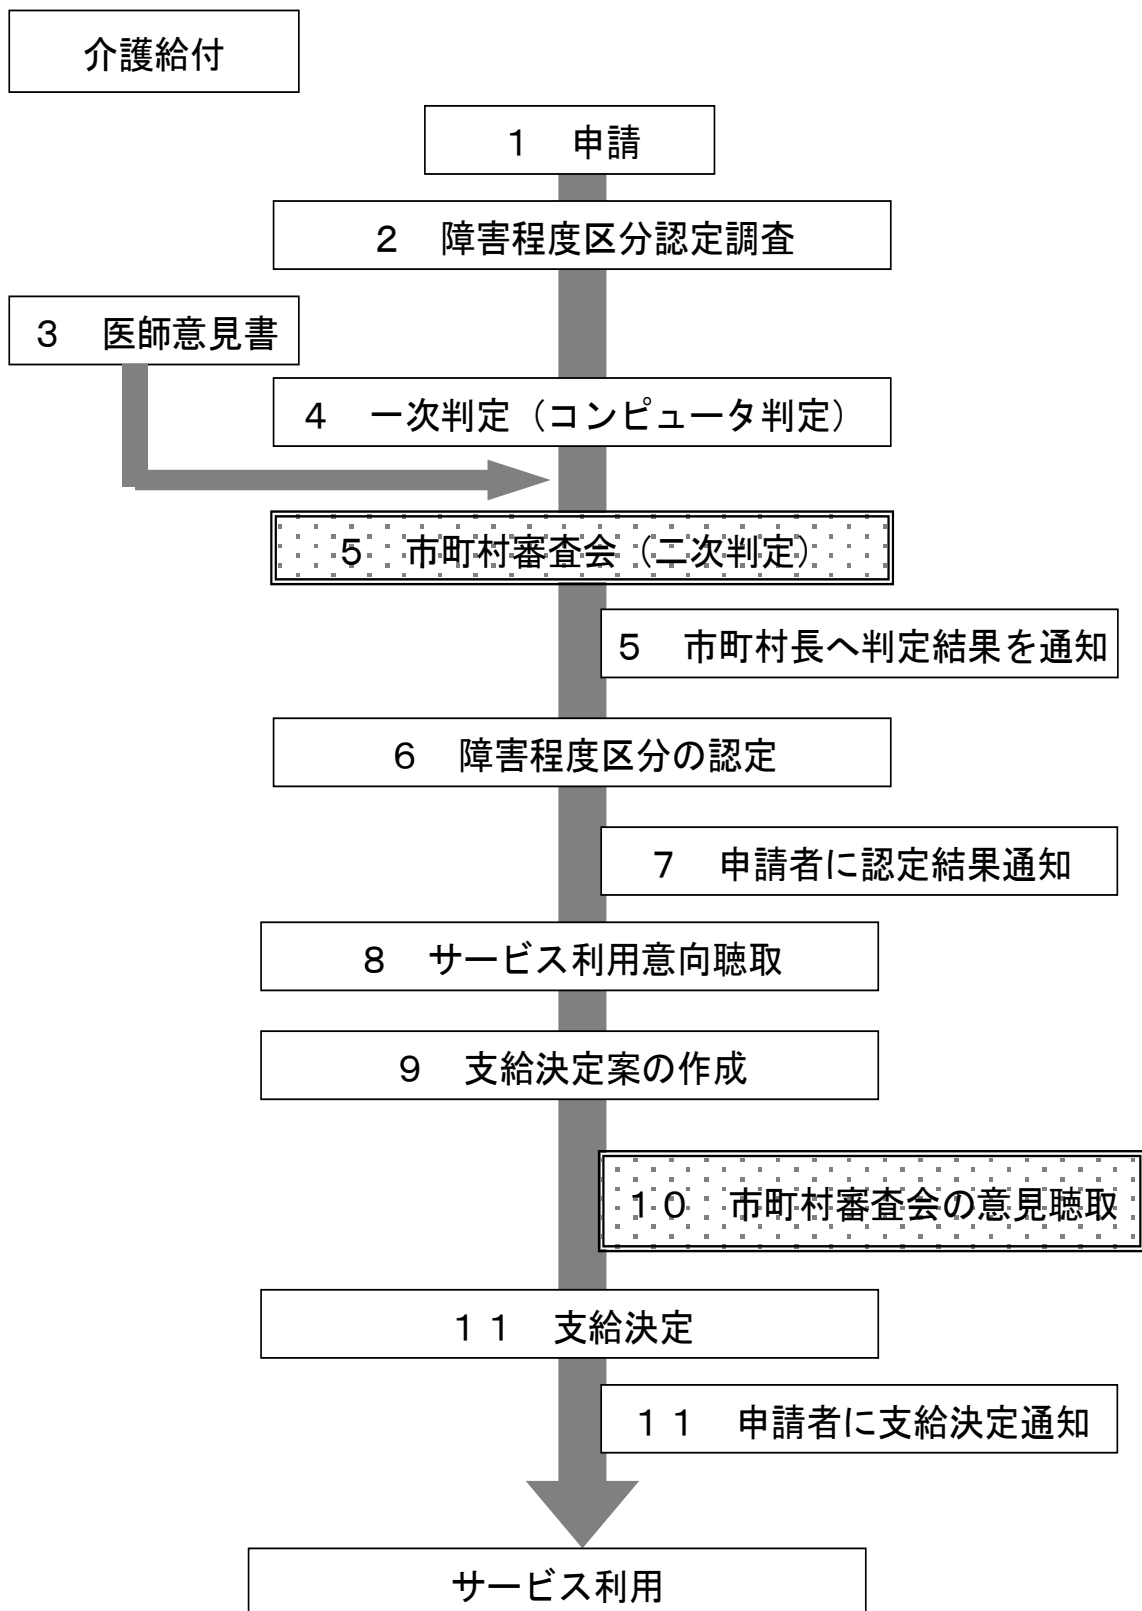 介護給付
１　申請
２　障害程度区分認定調査
３　医師意見書
４　一次判定（コンピュータ判定）
５　市町村審査会（二次判定）
５　市町村長へ判定結果を通知
６　障害程度区分の認定
７　申請者に認定結果通知
８　サービス利用意向聴取
９　支給決定案の作成
１０　市町村審査会の意見聴取
１１　支給決定
１１　申請者に支給決定通知
サービス利用